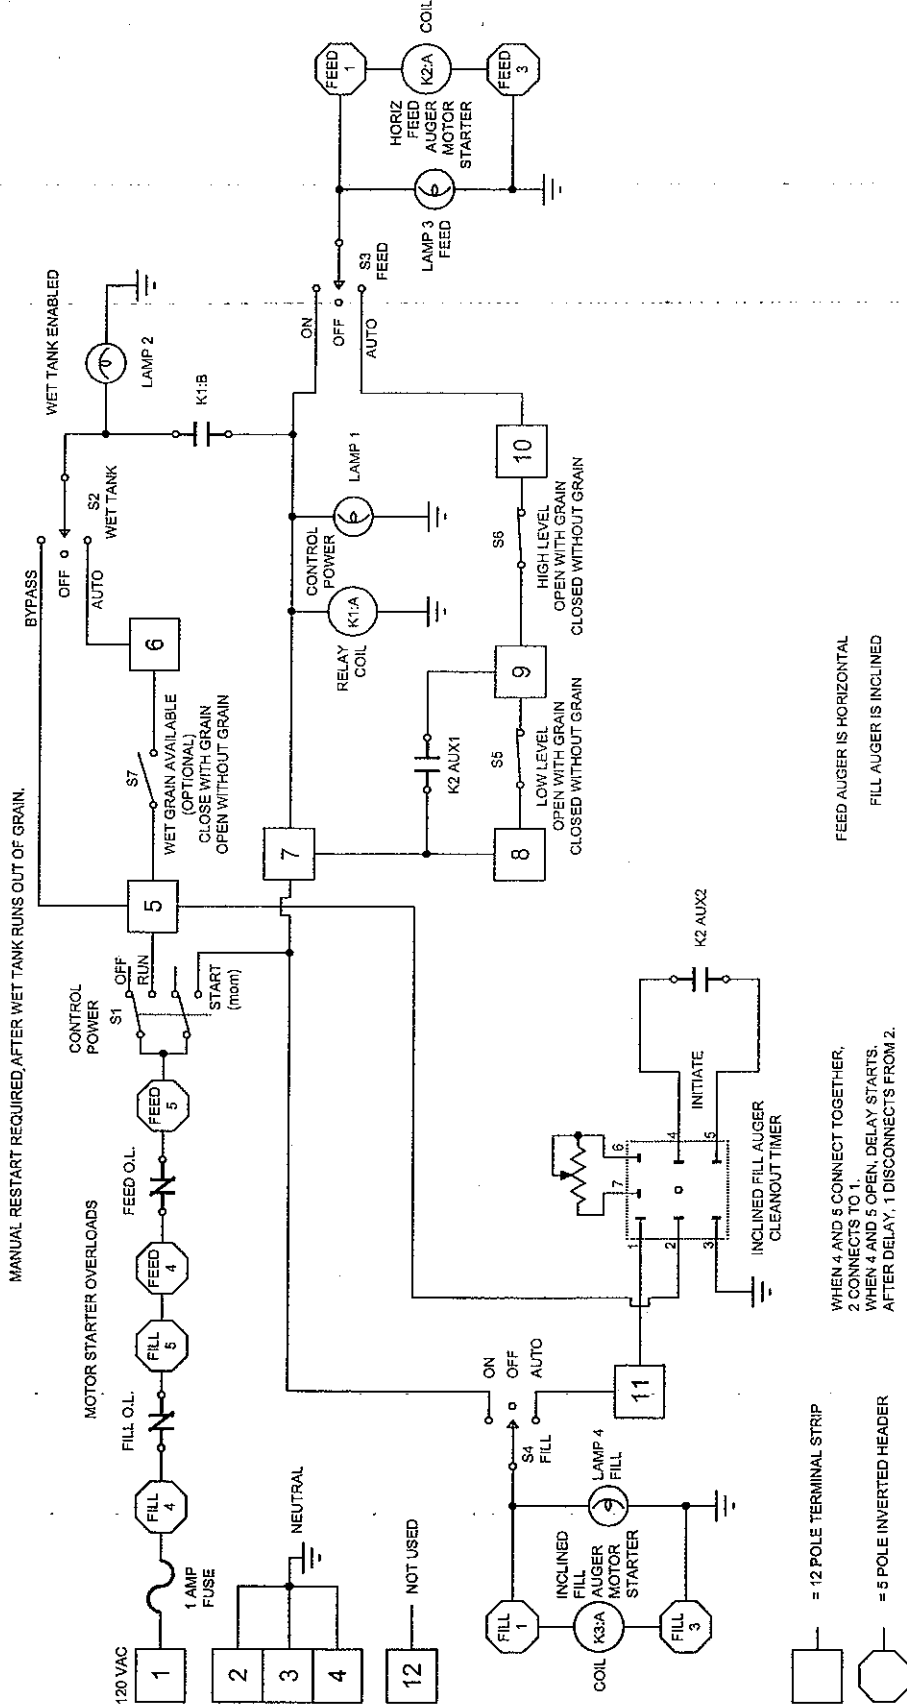 MANUAL RESTART REQUIRED, AFTER WET TANK RUNS OUT OF GRAIN.
MOTOR STARTER OVERLOADS
120 VAC
1
1 AMP
FUSE
FILL
4
FILL O.L.
FILL
5
FEED
4
FEED O.L.
FEED
5
CONTROL
POWER
S1
OFF
RUN
START
(mom)
5
S7
WET GRAIN AVAILABLE
(OPTIONAL)
CLOSE WITH GRAIN
OPEN WITHOUT GRAIN
6
BYPASS
OFF
AUTO
S2
WET TANK
WET TANK ENABLED
LAMP 2
K1:B
2
3
4
NEUTRAL
12
NOT USED
7
RELAY
COIL
K1:A
CONTROL
POWER
LAMP 1
ON
OFF
AUTO
S3
FEED
LAMP 3
FEED
HORIZ
FEED
AUGER
MOTOR
STARTER
FEED
1
K2:A
COIL
FEED
3
K2 AUX1
8
S5
LOW LEVEL
OPEN WITH GRAIN
CLOSED WITHOUT GRAIN
9
S6
HIGH LEVEL
OPEN WITH GRAIN
CLOSED WITHOUT GRAIN
10
FILL
1
COIL
K3:A
FILL
3
INCLINED
FILL
AUGER
MOTOR
STARTER
LAMP 4
FILL
S4
FILL
ON
OFF
AUTO
11
1
2
3
7
6
4
5
INITIATE
K2 AUX2
INCLINED FILL AUGER
CLEANOUT TIMER
WHEN 4 AND 5 CONNECT TOGETHER,
2 CONNECTS TO 1.
WHEN 4 AND 5 OPEN, DELAY STARTS.
AFTER DELAY, 1 DISCONNECTS FROM 2.
FEED AUGER IS HORIZONTAL
FILL AUGER IS INCLINED
= 12 POLE TERMINAL STRIP
= 5 POLE INVERTED HEADER